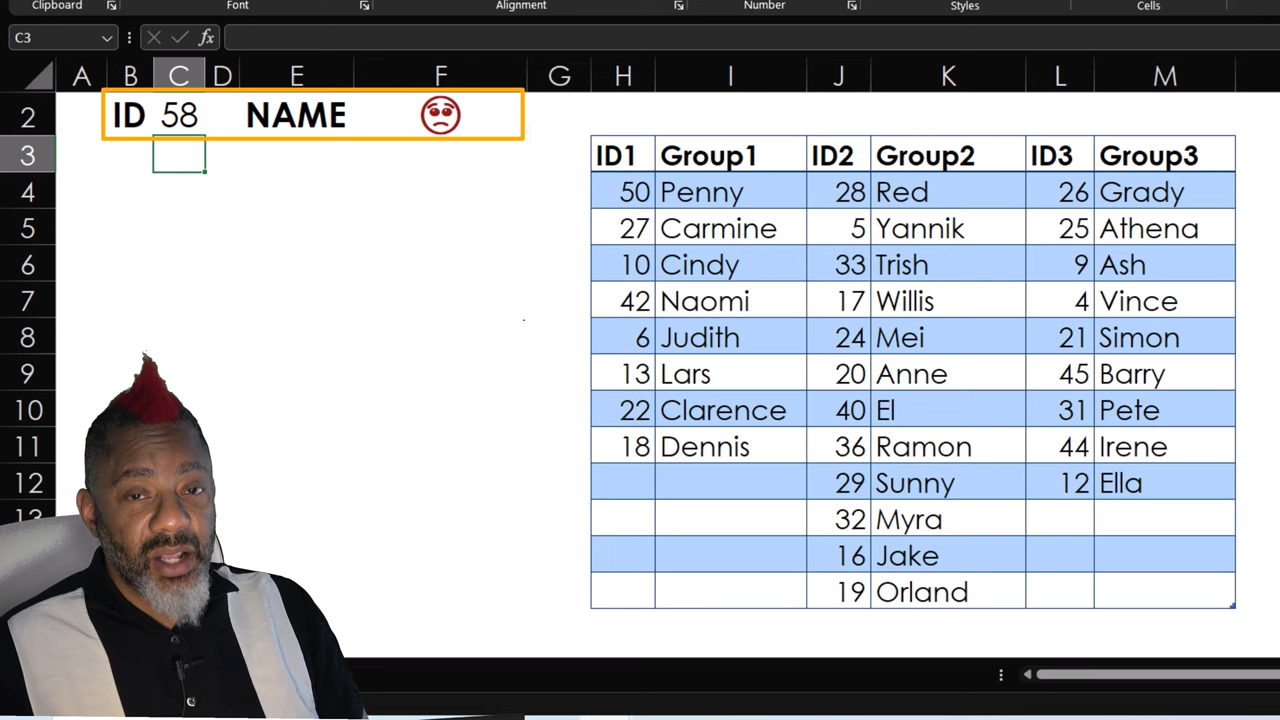 Clipboard Font Alignment Number Styles Cells
C3 fx
A B C D E F G H I J K L M
2 ID 58 NAME
3 ID1 Group1 ID2 Group2 ID3 Group3
4 50 Penny 28 Red 26 Grady
5 27 Carmine 5 Yannik 25 Athena
6 10 Cindy 33 Trish 9 Ash
7 42 Naomi 17 Willis 4 Vince
8 6 Judith 24 Mei 21 Simon
9 13 Lars 20 Anne 45 Barry
10 22 Clarence 40 El 31 Pete
11 18 Dennis 36 Ramon 44 Irene
12 29 Sunny 12 Ella
13 32 Myra
16 Jake
19 Orland